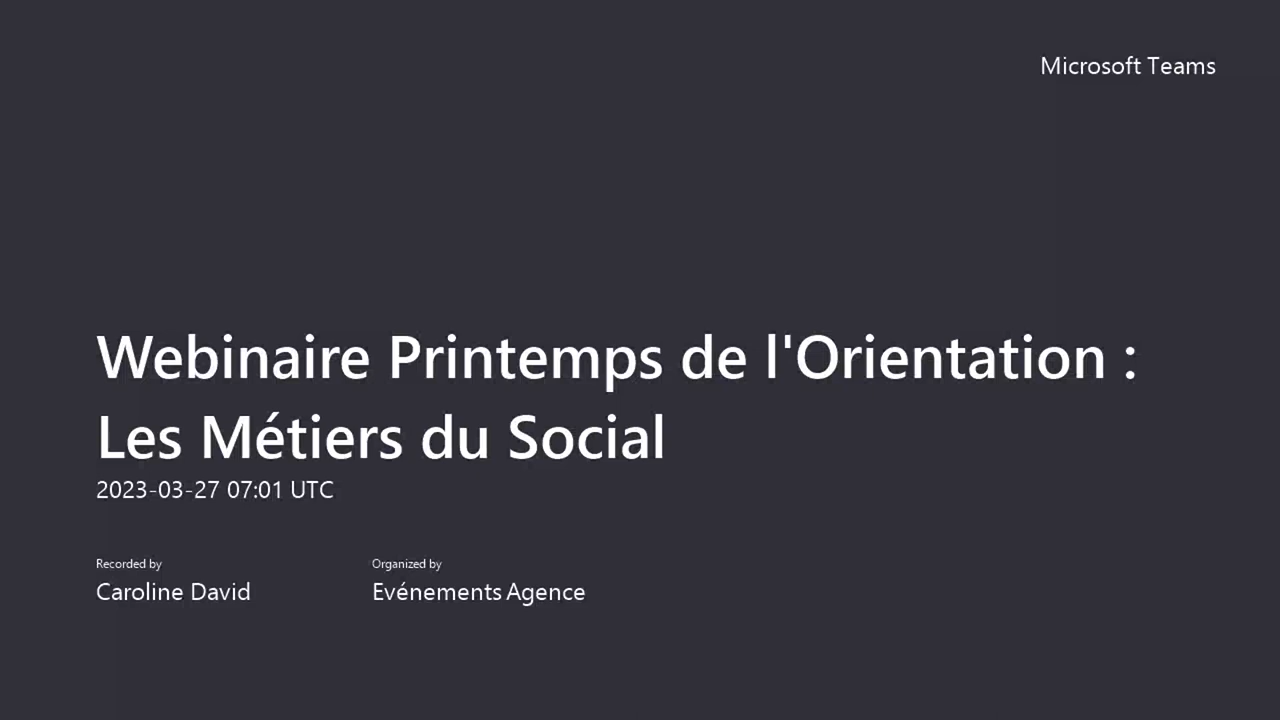 Microsoft Teams
Webinaire Printemps de l'Orientation :
Les Métiers du Social
2023-03-27 07:01 UTC
Recorded by
Caroline David
Organized by
Evénements Agence